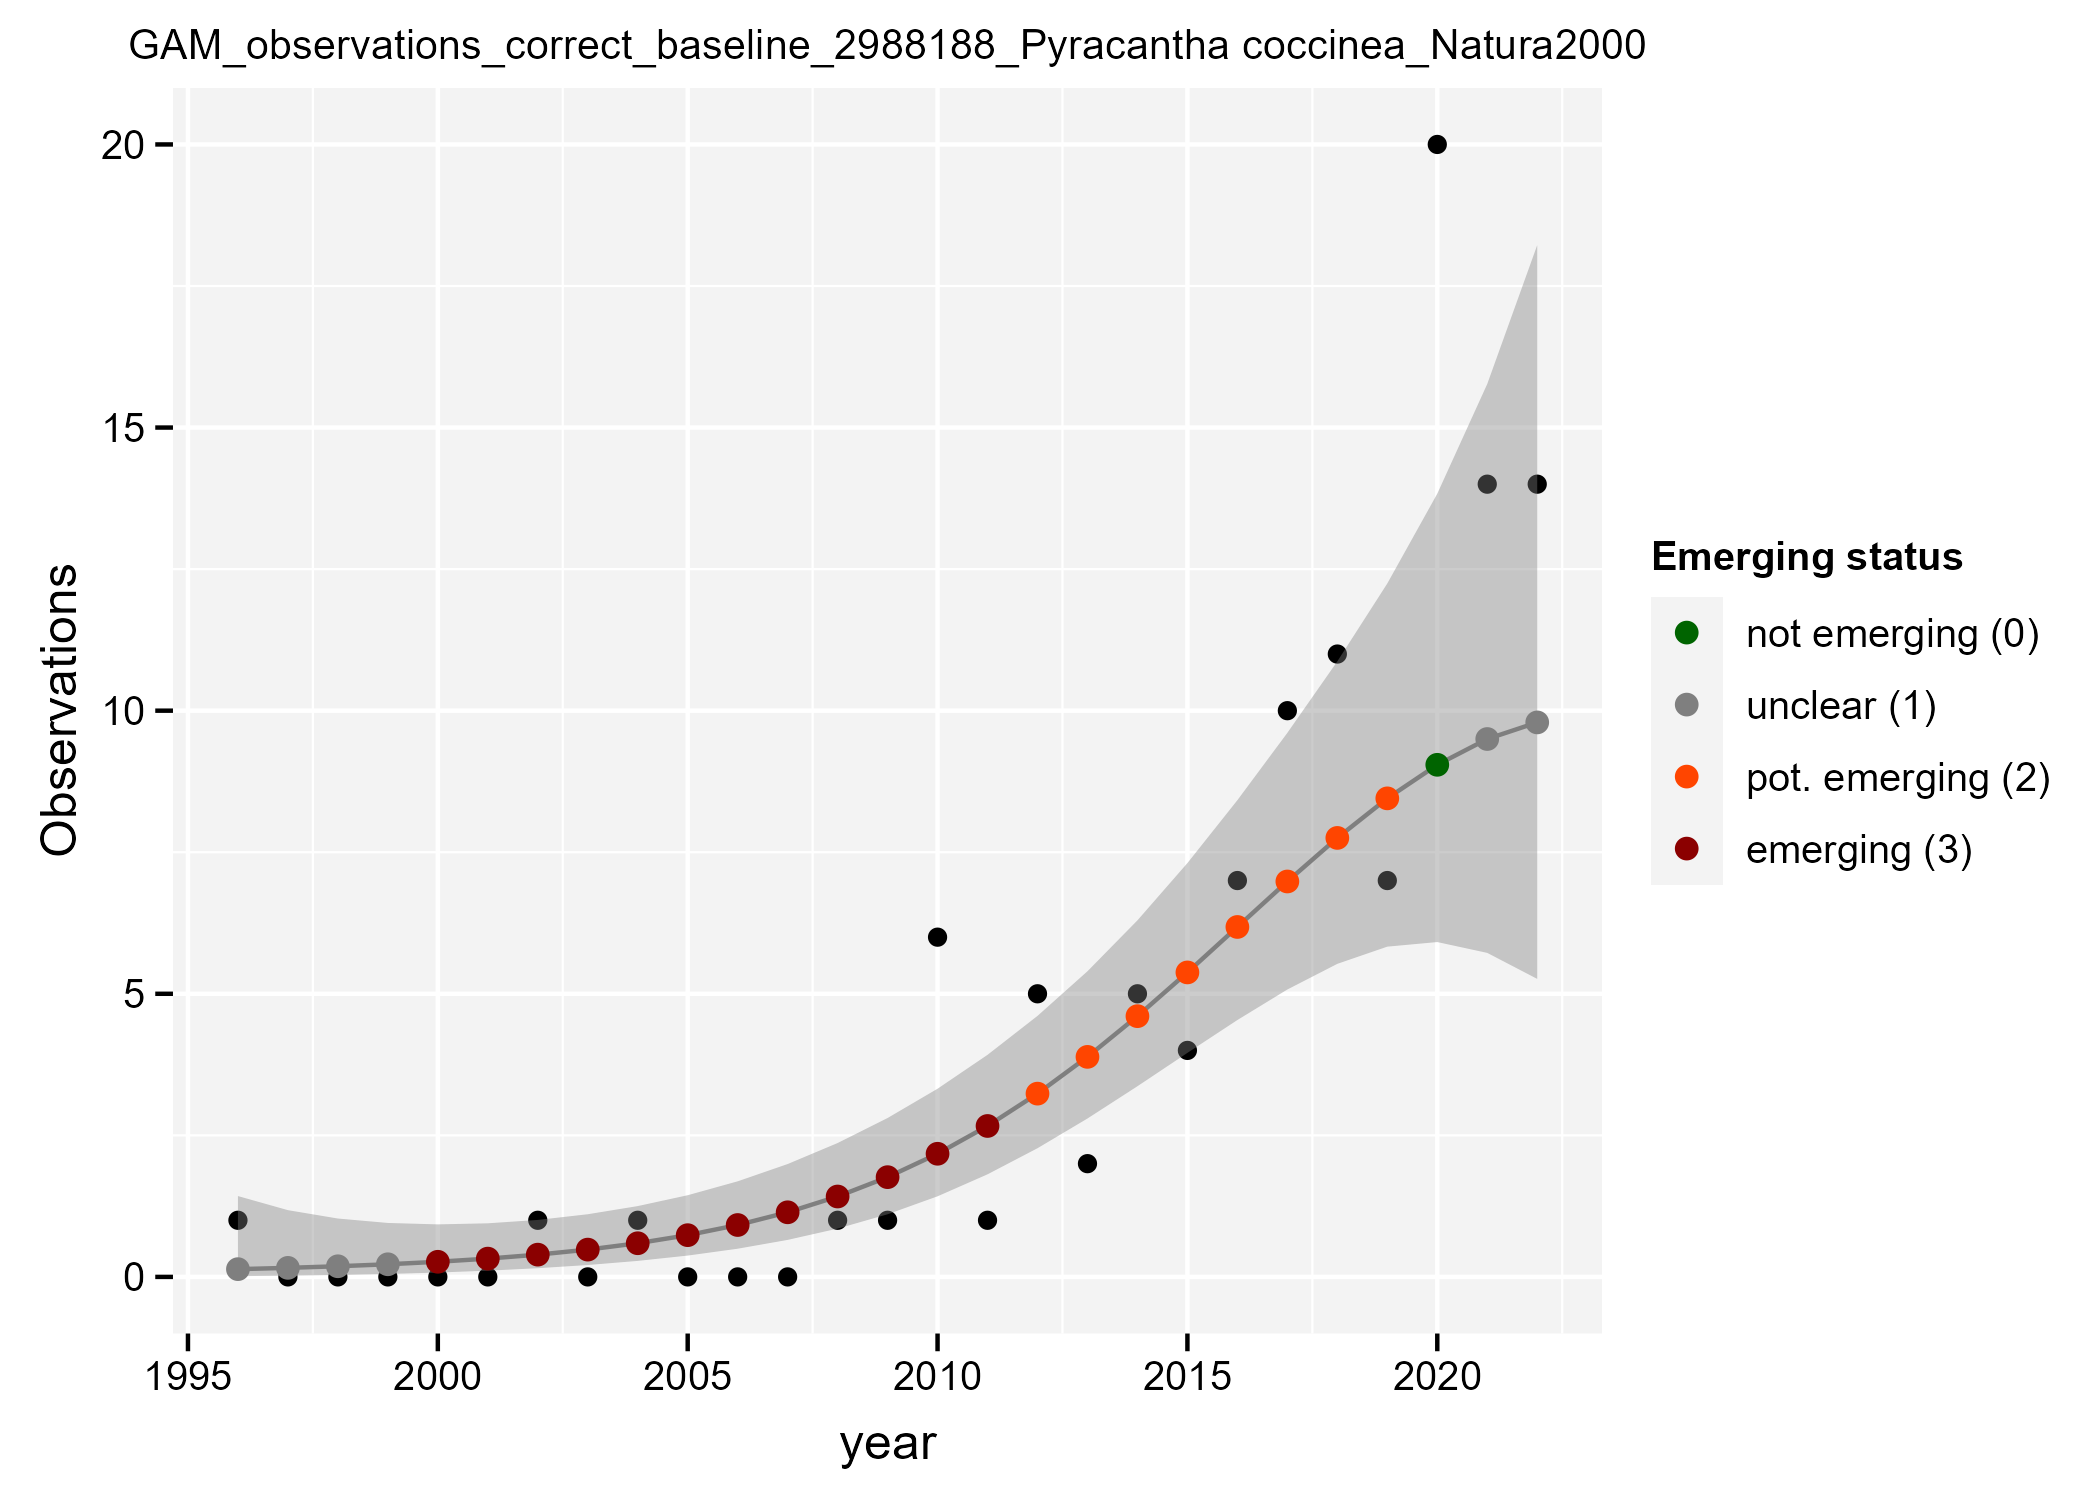 GAM_observations_correct_baseline_2988188_Pyracantha coccinea_Natura2000
20
15
10
5
0
Observations
1995
2000
2005
2010
2015
2020
year
Emerging status
not emerging (0)
unclear (1)
pot. emerging (2)
emerging (3)